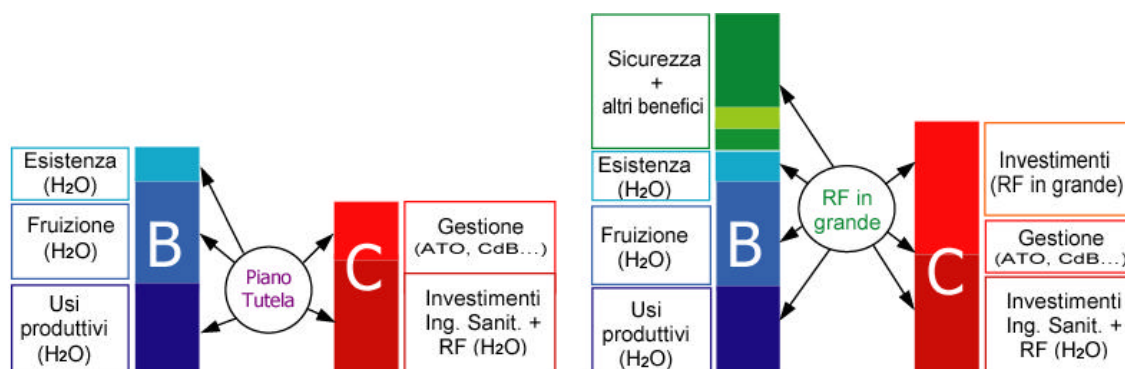 Esistenza
(H2O)
Fruizione
(H2O)
Usi
produttivi
(H2O)
B
Piano
Tutela
C
Gestione
(ATO, CdB...)
Investimenti
Ing. Sanit. +
RF (H2O)
Sicurezza
+
altri benefici
Esistenza
(H2O)
Fruizione
(H2O)
Usi
produttivi
(H2O)
B
RF in
grande
C
Investimenti
(RF in grande)
Gestione
(ATO, CdB...)
Investimenti
Ing. Sanit. +
RF (H2O)